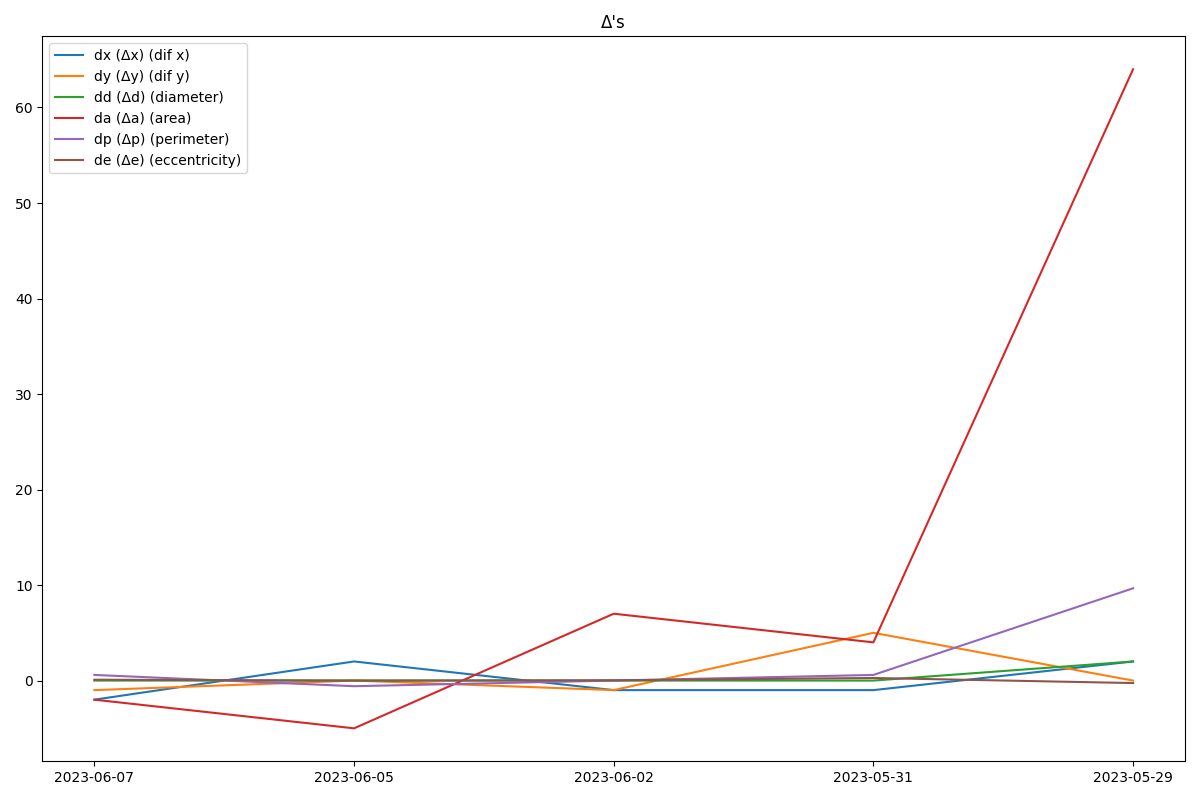 Δ's
dx (Δx) (dif x)
dy (Δy) (dif y)
dd (Δd) (diameter)
da (Δa) (area)
dp (Δp) (perimeter)
de (Δe) (eccentricity)
60
50
40
30
20
10
0
2023-06-07 2023-06-05 2023-06-02 2023-05-31 2023-05-29